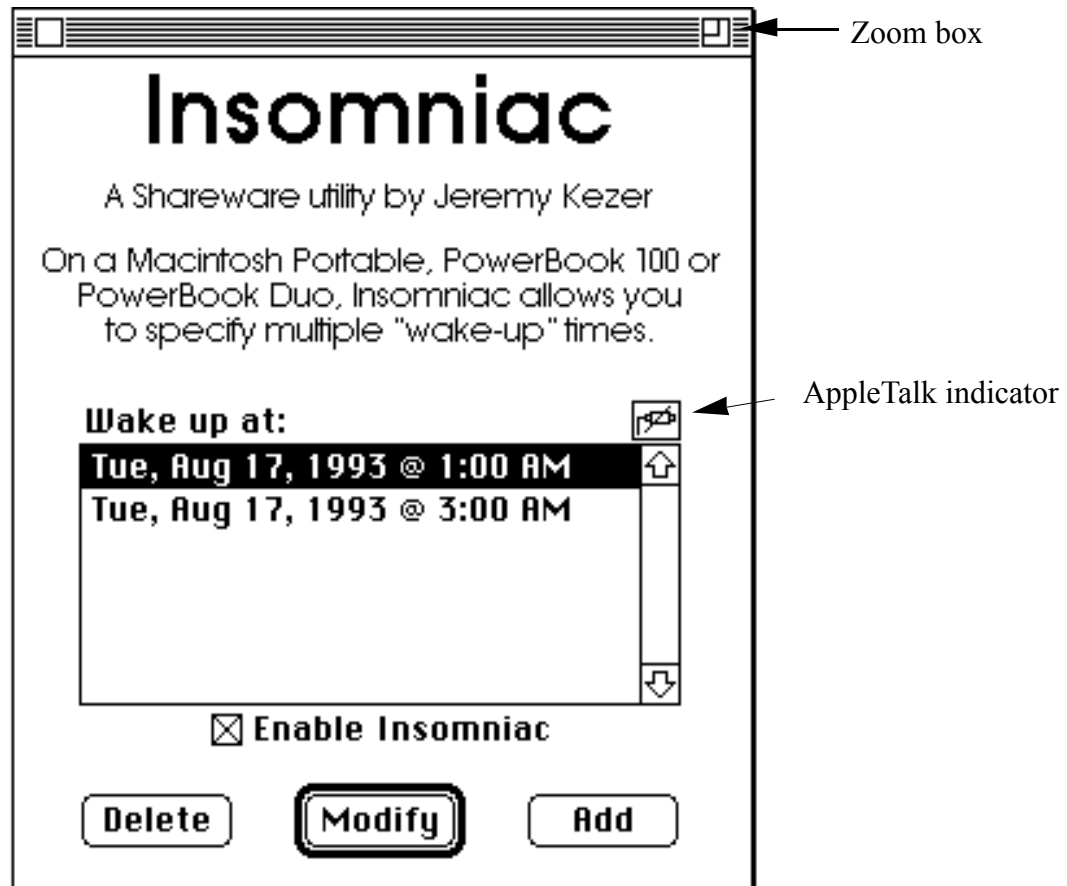 Zoom box
Insomniac
A Shareware utility by Jeremy Kezer
On a Macintosh Portable, PowerBook 100 or
PowerBook Duo, Insomniac allows you
to specify multiple "wake-up" times.
AppleTalk indicator
Wake up at:
Tue, Aug 17, 1993 @ 1:00 AM
Tue, Aug 17, 1993 @ 3:00 AM
Enable Insomniac
Delete Modify Add